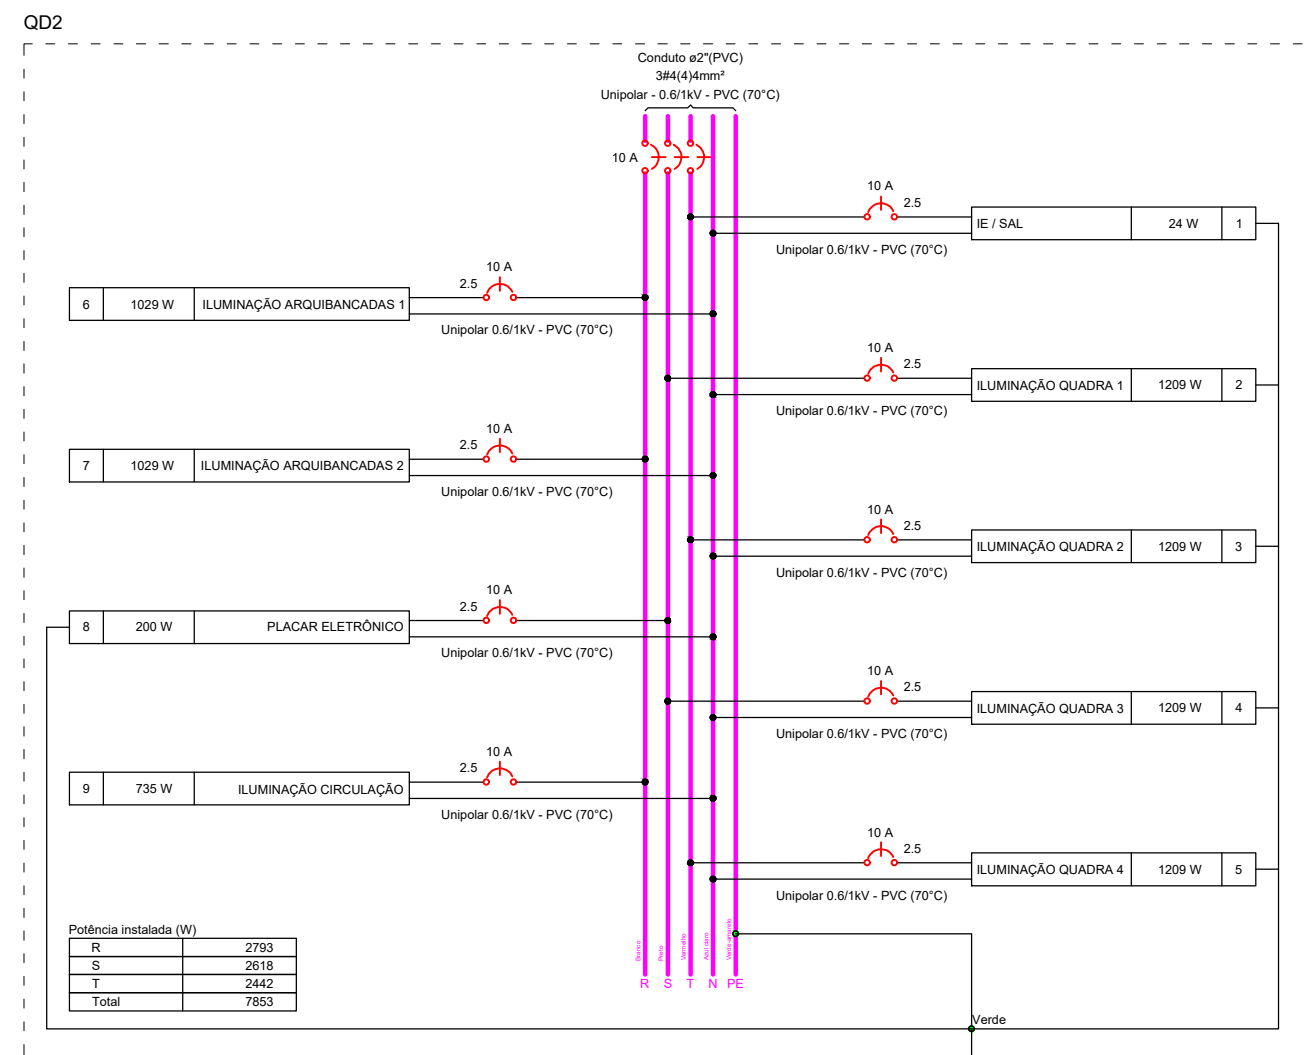 QD2
Conduto ø2"(PVC)
3#4(4)4mm²
Unipolar - 0.6/1kV - PVC (70°C)
10 A
10 A
2.5
IE / SAL 24 W 1
Unipolar 0.6/1kV - PVC (70°C)
10 A
2.5
6 1029 W ILUMINAÇÃO ARQUIBANCADAS 1
Unipolar 0.6/1kV - PVC (70°C)
10 A
2.5
ILUMINAÇÃO QUADRA 1 1209 W 2
Unipolar 0.6/1kV - PVC (70°C)
10 A
2.5
7 1029 W ILUMINAÇÃO ARQUIBANCADAS 2
Unipolar 0.6/1kV - PVC (70°C)
10 A
2.5
ILUMINAÇÃO QUADRA 2 1209 W 3
Unipolar 0.6/1kV - PVC (70°C)
10 A
2.5
8 200 W PLACAR ELETRÔNICO
Unipolar 0.6/1kV - PVC (70°C)
10 A
2.5
ILUMINAÇÃO QUADRA 3 1209 W 4
Unipolar 0.6/1kV - PVC (70°C)
10 A
2.5
9 735 W ILUMINAÇÃO CIRCULAÇÃO
Unipolar 0.6/1kV - PVC (70°C)
10 A
2.5
ILUMINAÇÃO QUADRA 4 1209 W 5
Unipolar 0.6/1kV - PVC (70°C)
Potência instalada (W)
R 2793
S 2618
T 2442
Total 7853
Branco
Preto
Vermelho
Azul claro
Verde-amarelo
R S T N PE
Verde